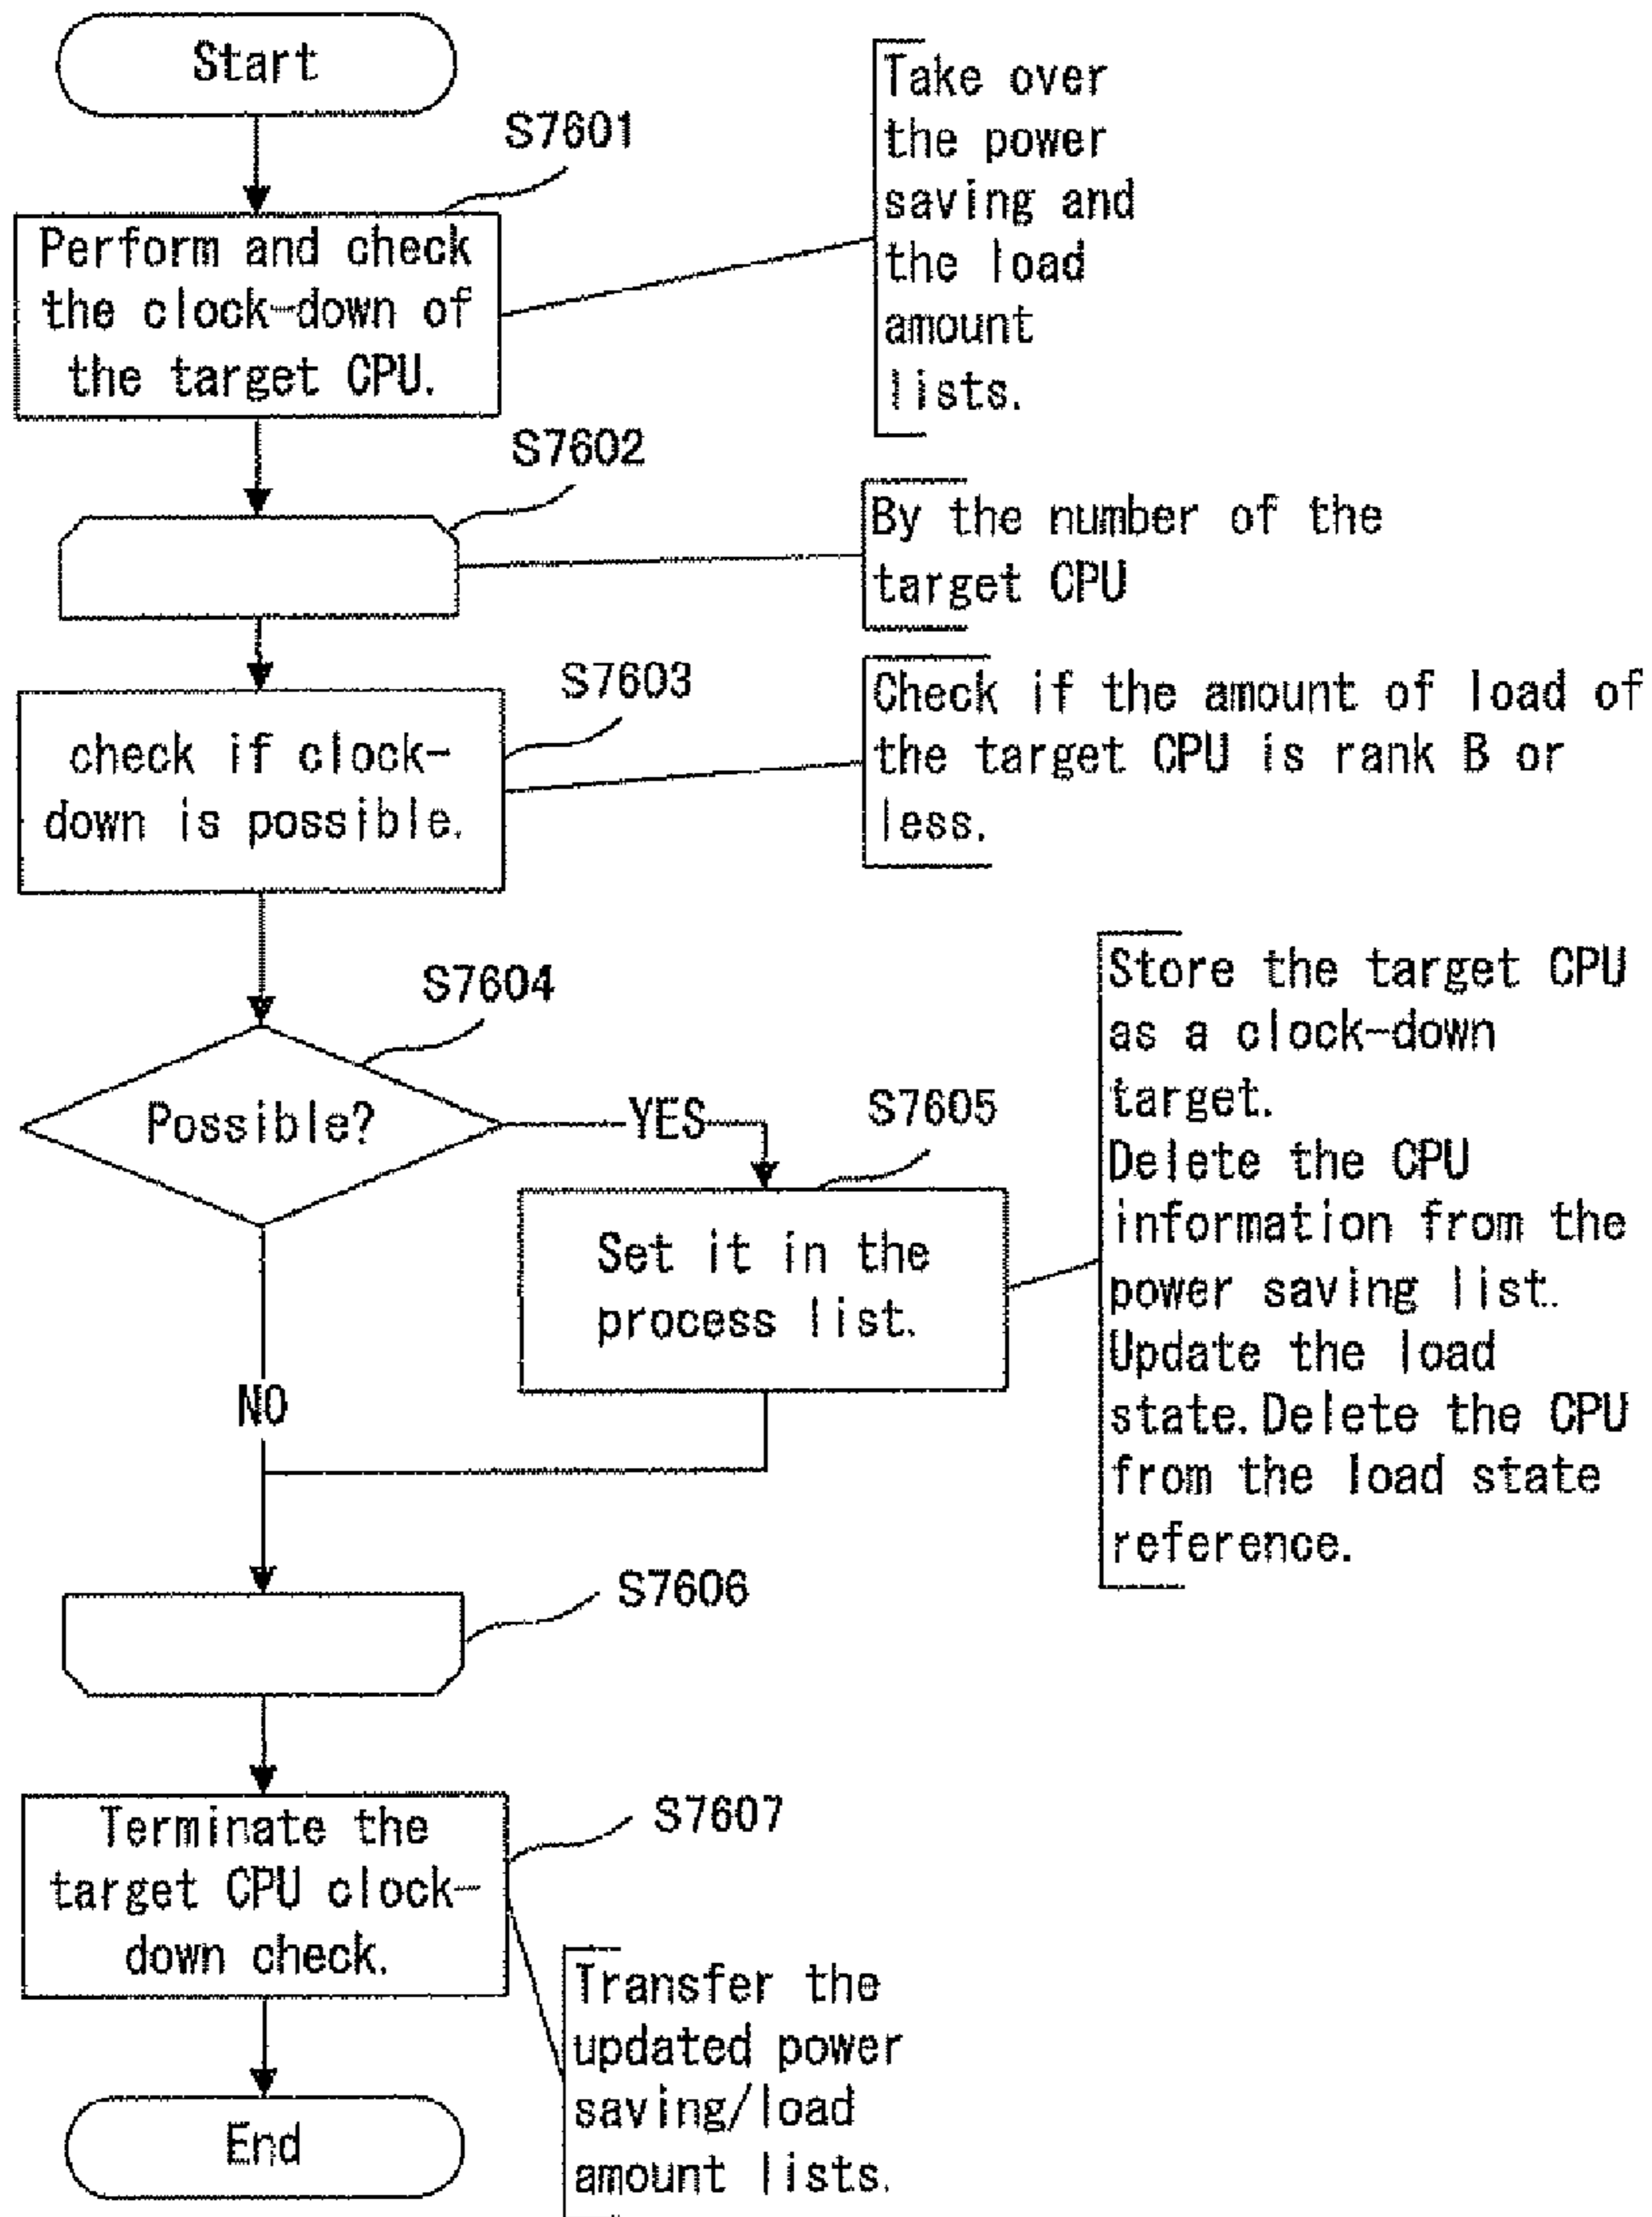 Start
S7601
Take over
the power
saving and
the load
amount
lists.
Perform and check
the clock-down of
the target CPU.
S7602
By the number of the
target CPU
S7603
Check if the amount of load of
the target CPU is rank B or
less.
check if clock-
down is possible.
S7604
Possible?
YES
S7605
Store the target CPU
as a clock-down
target.
Delete the CPU
information from the
power saving list.
Update the load
state. Delete the CPU
from the load state
reference.
Set it in the
process list.
NO
S7606
S7607
Terminate the
target CPU clock-
down check.
Transfer the
updated power
saving/load
amount lists.
End